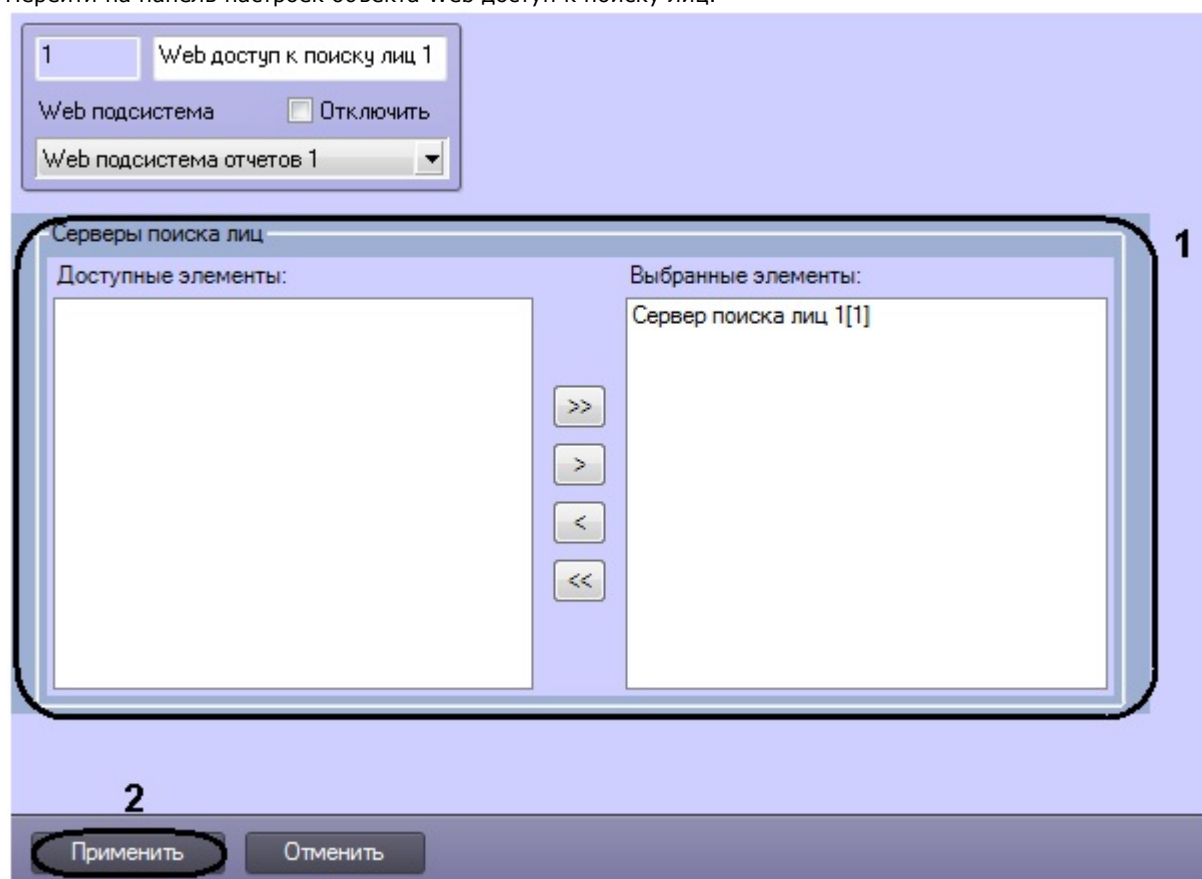 Перейти на панель настроек объекта Web доступ к поиску лиц.
1 Web доступ к поиску лиц 1
Web подсистема Отключить
Web подсистема отчетов 1
Серверы поиска лиц
1
Доступные элементы: Выбранные элементы:
Сервер поиска лиц 1[1]
>>
>
<
<<
2
Применить Отменить